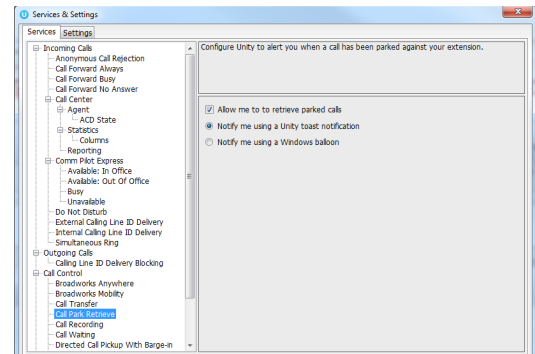 Services & Settings
Services Settings
Incoming Calls
Anonymous Call Rejection
Call Forward Always
Call Forward Busy
Call Forward No Answer
Call Center
Agent
ACD State
Statistics
Columns
Reporting
Comm Pilot Express
Available: In Office
Available: Out Of Office
Busy
Unavailable
Do Not Disturb
External Calling Line ID Delivery
Internal Calling Line ID Delivery
Simultaneous Ring
Outgoing Calls
Calling Line ID Delivery Blocking
Call Control
Broadworks Anywhere
Broadworks Mobility
Call Transfer
Call Park Retrieve
Call Recording
Call Waiting
Directed Call Pickup With Barge-in
Configure Unity to alert you when a call has been parked against your extension.
Allow me to to retrieve parked calls
Notify me using a Unity toast notification
Notify me using a Windows balloon